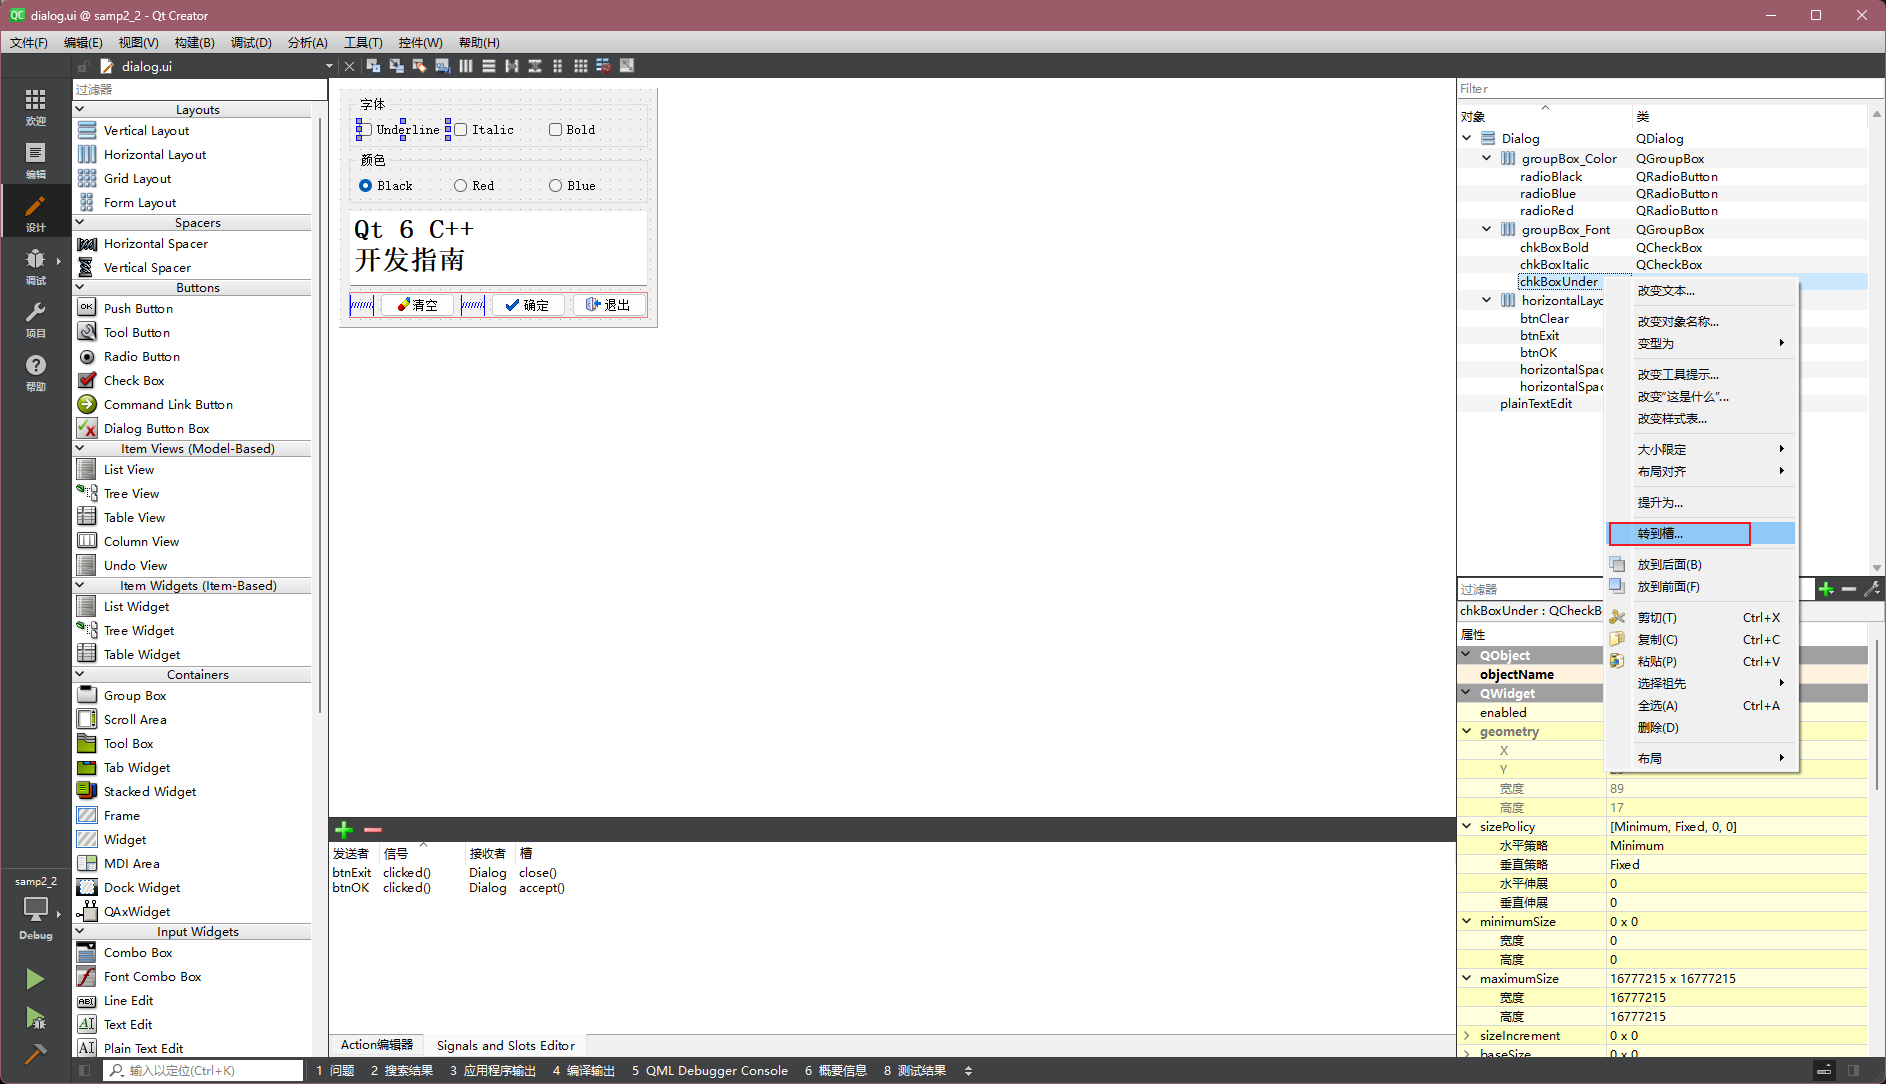 dialog.ui @ samp2_2 - Qt Creator
文件(F) 编辑(E) 视图(V) 构建(B) 调试(D) 分析(A) 工具(T) 控件(W) 帮助(H)
dialog.ui
欢迎
编辑
设计
调试
项目
帮助
samp2_2
Debug
过滤器
Layouts
Vertical Layout
Horizontal Layout
Grid Layout
Form Layout
Spacers
Horizontal Spacer
Vertical Spacer
Buttons
Push Button
Tool Button
Radio Button
Check Box
Command Link Button
Dialog Button Box
Item Views (Model-Based)
List View
Tree View
Table View
Column View
Undo View
Item Widgets (Item-Based)
List Widget
Tree Widget
Table Widget
Containers
Group Box
Scroll Area
Tool Box
Tab Widget
Stacked Widget
Frame
Widget
MDI Area
Dock Widget
QAxWidget
Input Widgets
Combo Box
Font Combo Box
Line Edit
Text Edit
Plain Text Edit
字体
Underline Italic Bold
颜色
Black Red Blue
Qt 6 C++
开发指南
清空 确定 退出
发送者 信号 接收者 槽
btnExit clicked() Dialog close()
btnOK clicked() Dialog accept()
Action编辑器 Signals and Slots Editor
Filter
对象 类
Dialog QDialog
groupBox_Color QGroupBox
radioBlack QRadioButton
radioBlue QRadioButton
radioRed QRadioButton
groupBox_Font QGroupBox
chkBoxBold QCheckBox
chkBoxItalic QCheckBox
chkBoxUnder
horizontalLayo
btnClear
btnExit
btnOK
horizontalSpac
horizontalSpac
plainTextEdit
改变文本...
改变对象名称...
变型为
改变工具提示...
改变“这是什么”...
改变样式表...
大小限定
布局对齐
提升为...
转到槽...
放到后面(B)
放到前面(F)
剪切(T) Ctrl+X
复制(C) Ctrl+C
粘贴(P) Ctrl+V
选择祖先
全选(A) Ctrl+A
删除(D)
布局
过滤器
chkBoxUnder : QCheckB
属性
QObject
objectName
QWidget
enabled
geometry
X
Y
宽度 89
高度 17
sizePolicy [Minimum, Fixed, 0, 0]
水平策略 Minimum
垂直策略 Fixed
水平伸展 0
垂直伸展 0
minimumSize 0 x 0
宽度 0
高度 0
maximumSize 16777215 x 16777215
宽度 16777215
高度 16777215
sizeIncrement 0 x 0
baseSize 0 x 0
输入以定位(Ctrl+K) 1 问题 2 搜索结果 3 应用程序输出 4 编译输出 5 QML Debugger Console 6 概要信息 8 测试结果